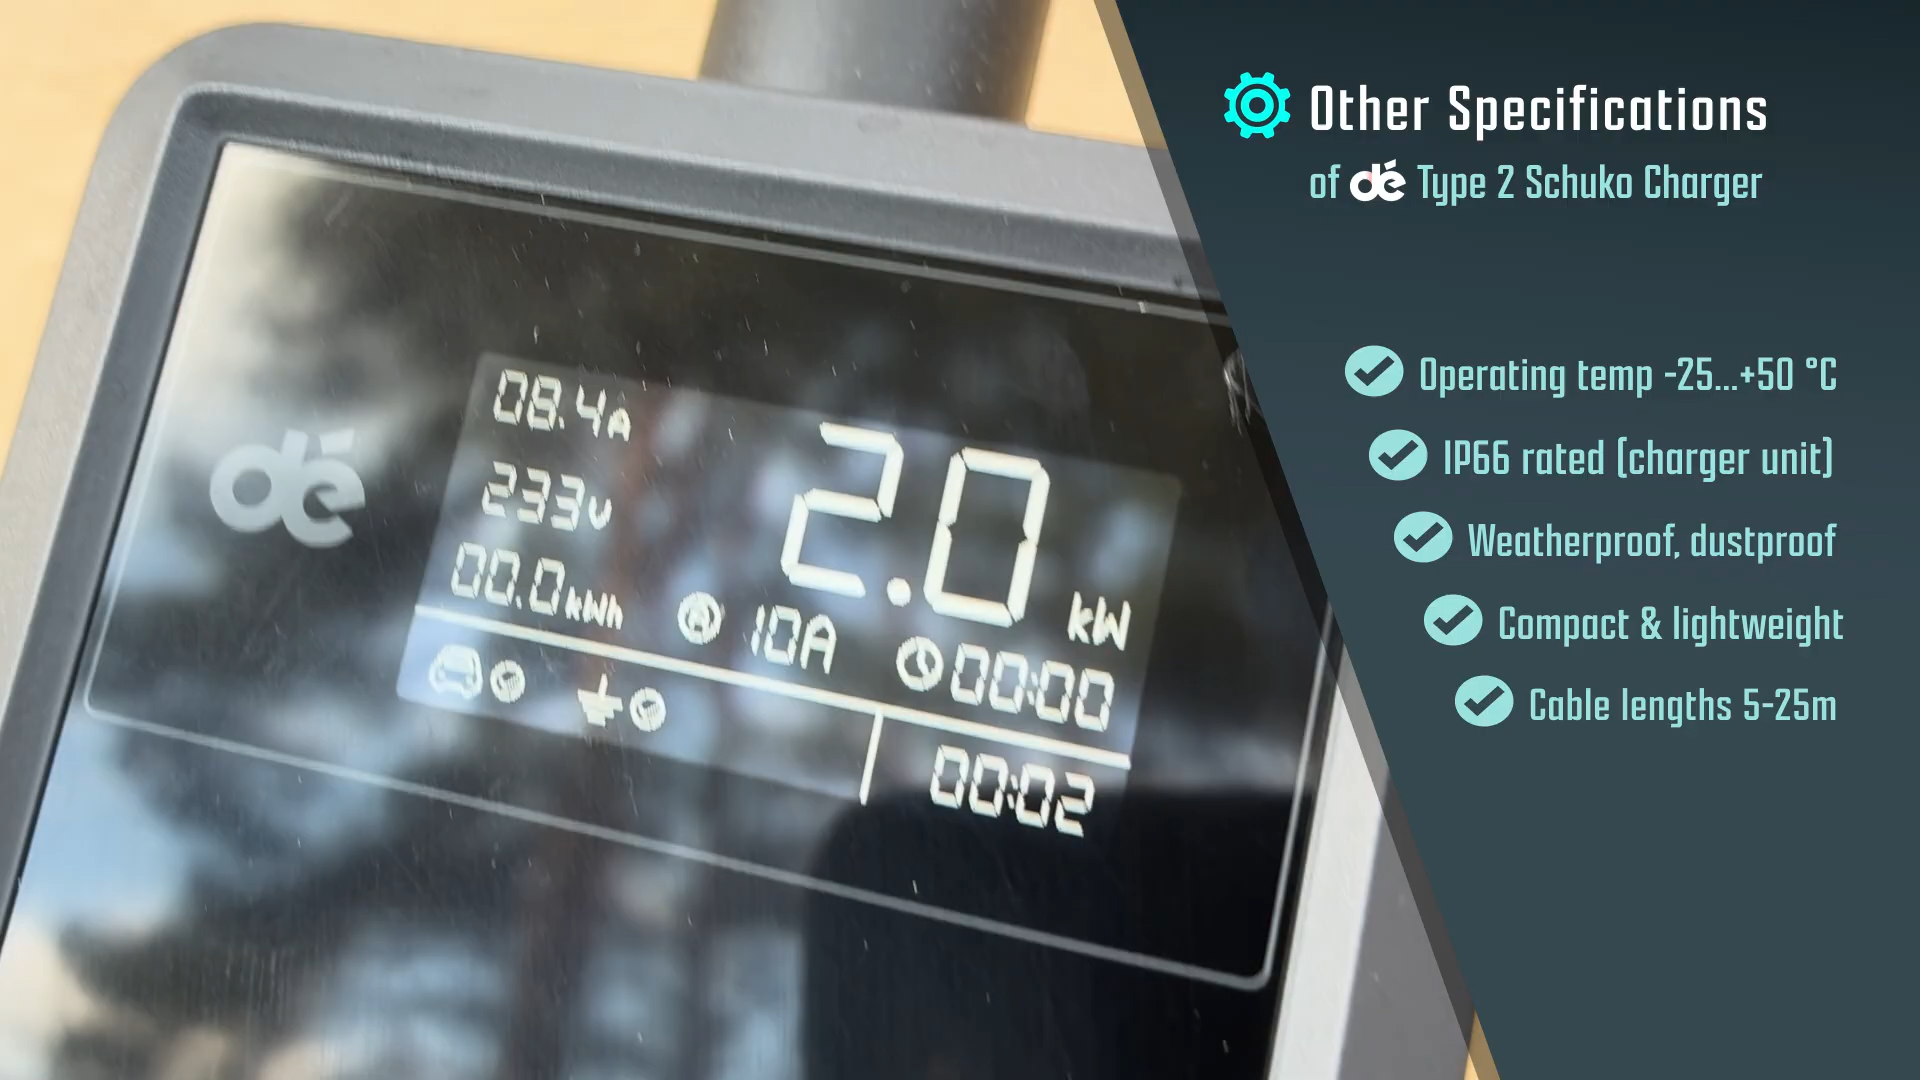 Other Specifications
of dé Type 2 Schuko Charger
Operating temp -25...+50 °C
IP66 rated (charger unit)
Weatherproof, dustproof
Compact & lightweight
Cable lengths 5-25m
dé
08.4A
233V
00.0kWh
2.0 kW
10A
00:00
00:02